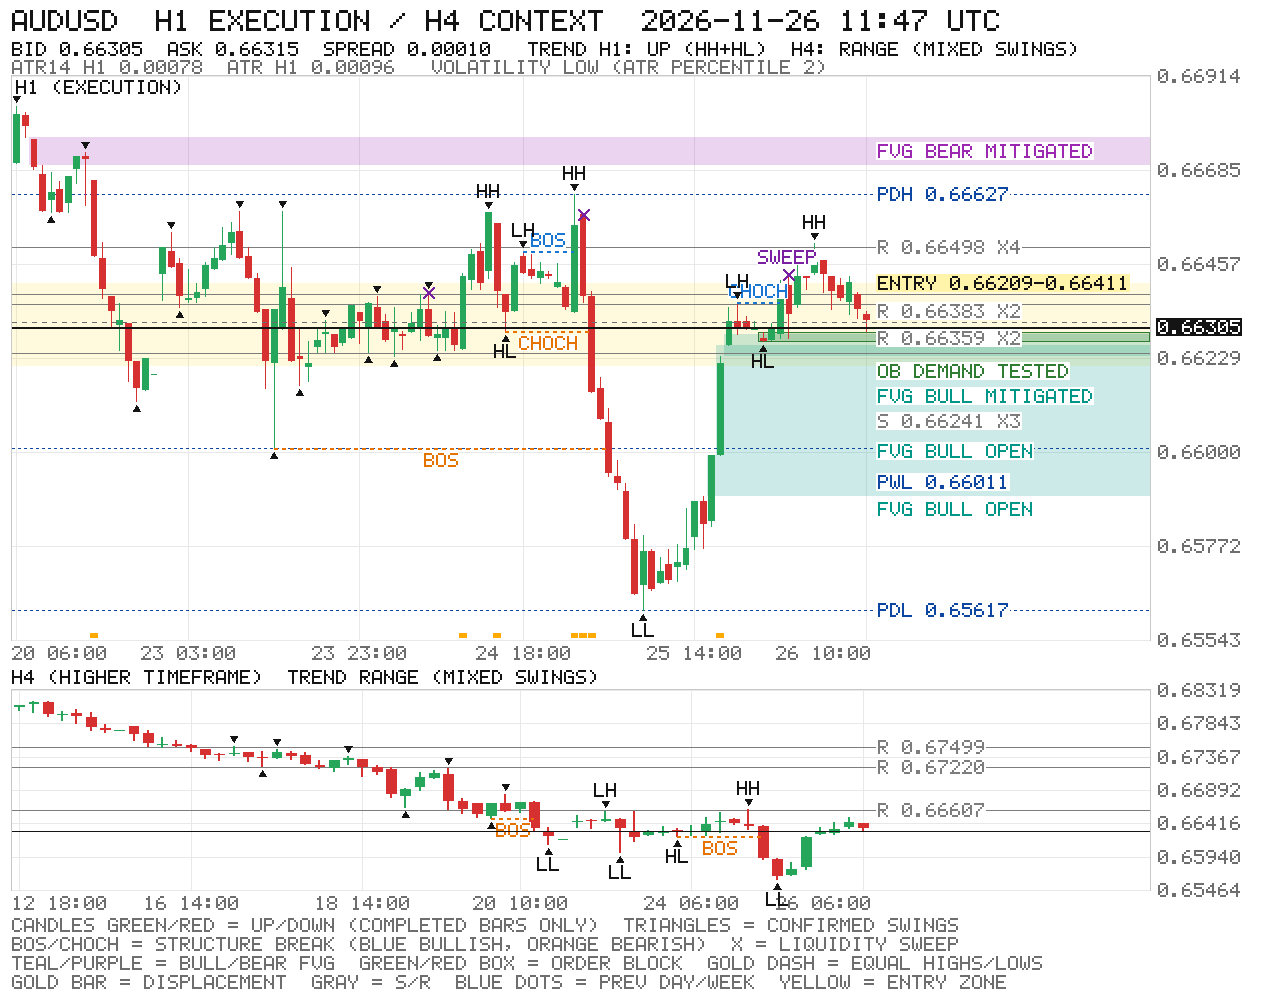 AUDUSD  H1 EXECUTION / H4 CONTEXT  2026-11-26 11:47 UTC
BID 0.66305  ASK 0.66315  SPREAD 0.00010   TREND H1: UP (HH+HL)  H4: RANGE (MIXED SWINGS)
ATR14 H1 0.00078  ATR H1 0.00096   VOLATILITY LOW (ATR PERCENTILE 2)
H1 (EXECUTION)
0.66914
FVG BEAR MITIGATED
0.66685
HH
HH
PDH 0.66627
HH
LH
BOS
R 0.66498 X4
SWEEP
0.66457
LH
CHOCH
ENTRY 0.66209-0.66411
R 0.66383 X2
0.66305
R 0.66359 X2
HL
CHOCH
HL
0.66229
OB DEMAND TESTED
FVG BULL MITIGATED
S 0.66241 X3
BOS
FVG BULL OPEN
0.66000
PWL 0.66011
FVG BULL OPEN
0.65772
PDL 0.65617
LL
0.65543
20 06:00  23 03:00  23 23:00  24 18:00  25 14:00  26 10:00
H4 (HIGHER TIMEFRAME)  TREND RANGE (MIXED SWINGS)
0.68319
0.67843
R 0.67499
0.67367
R 0.67220
0.66892
LH
HH
R 0.66607
0.66416
BOS
BOS
LL
LL
HL
0.65940
LL
0.65464
12 18:00  16 14:00  20 10:00  24 06:00  26 06:00
CANDLES GREEN/RED = UP/DOWN (COMPLETED BARS ONLY)  TRIANGLES = CONFIRMED SWINGS
BOS/CHOCH = STRUCTURE BREAK (BLUE BULLISH, ORANGE BEARISH)  X = LIQUIDITY SWEEP
TEAL/PURPLE = BULL/BEAR FVG  GREEN/RED BOX = ORDER BLOCK  GOLD DASH = EQUAL HIGHS/LOWS
GOLD BAR = DISPLACEMENT  GRAY = S/R  BLUE DOTS = PREV DAY/WEEK  YELLOW = ENTRY ZONE